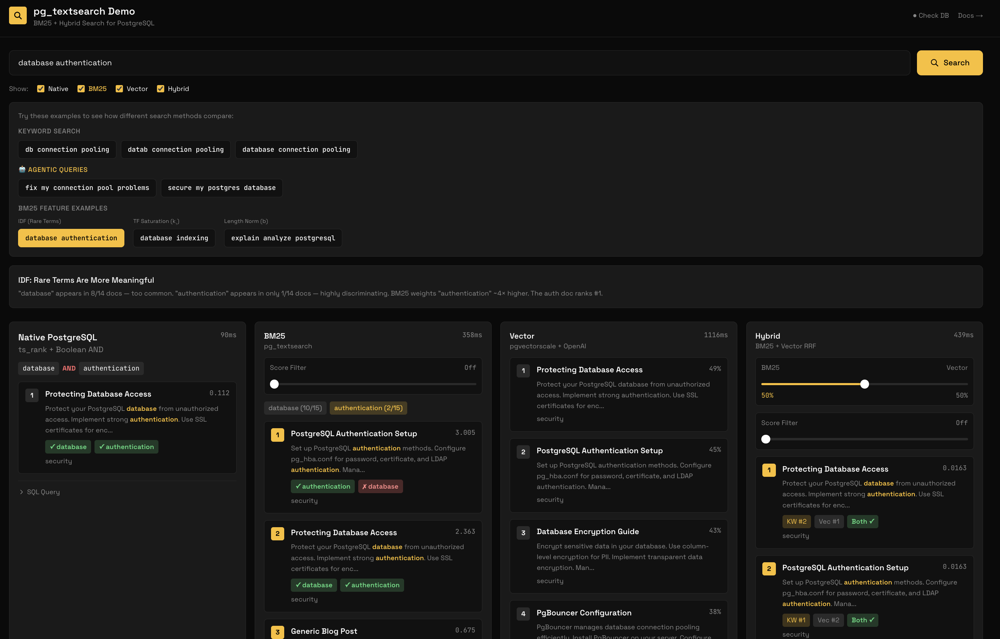 pg_textsearch Demo
BM25 + Hybrid Search for PostgreSQL
Check DB
Docs →
database authentication
Search
Show:
Native
BM25
Vector
Hybrid
Try these examples to see how different search methods compare:
KEYWORD SEARCH
db connection pooling
datab connection pooling
database connection pooling
🤖 AGENTIC QUERIES
fix my connection pool problems
secure my postgres database
BM25 FEATURE EXAMPLES
IDF (Rare Terms)
TF Saturation (k₁)
Length Norm (b)
database authentication
database indexing
explain analyze postgresql
IDF: Rare Terms Are More Meaningful
"database" appears in 8/14 docs — too common. "authentication" appears in only 1/14 docs — highly discriminating. BM25 weights "authentication" ~4× higher. The auth doc ranks #1.
Native PostgreSQL
90ms
ts_rank + Boolean AND
database AND authentication
1
Protecting Database Access
0.112
Protect your PostgreSQL database from unauthorized
access. Implement strong authentication. Use SSL
certificates for enc...
✓ database
✓ authentication
security
SQL Query
BM25
358ms
pg_textsearch
Score Filter
Off
database (10/15)
authentication (2/15)
1
PostgreSQL Authentication Setup
3.005
Set up PostgreSQL authentication methods. Configure
pg_hba.conf for password, certificate, and LDAP
authentication. Mana...
✓ authentication
✗ database
security
2
Protecting Database Access
2.363
Protect your PostgreSQL database from unauthorized
access. Implement strong authentication. Use SSL
certificates for enc...
✓ database
✓ authentication
security
3
Generic Blog Post
0.675
Vector
1116ms
pgvectorscale + OpenAI
1
Protecting Database Access
49%
Protect your PostgreSQL database from unauthorized
access. Implement strong authentication. Use SSL
certificates for enc...
security
2
PostgreSQL Authentication Setup
45%
Set up PostgreSQL authentication methods. Configure
pg_hba.conf for password, certificate, and LDAP
authentication. Mana...
security
3
Database Encryption Guide
43%
Encrypt sensitive data in your database. Use column-
level encryption for PII. Implement transparent data
encryption. Man...
security
4
PgBouncer Configuration
38%
PgBouncer manages database connection pooling
efficiently. Install PgBouncer on your server. Configure
Hybrid
439ms
BM25 + Vector RRF
BM25
Vector
50%
50%
Score Filter
Off
1
Protecting Database Access
0.0163
Protect your PostgreSQL database from unauthorized
access. Implement strong authentication. Use SSL
certificates for enc...
KW #2
Vec #1
Both ✓
security
2
PostgreSQL Authentication Setup
0.0163
Set up PostgreSQL authentication methods. Configure
pg_hba.conf for password, certificate, and LDAP
authentication. Mana...
KW #1
Vec #2
Both ✓
security